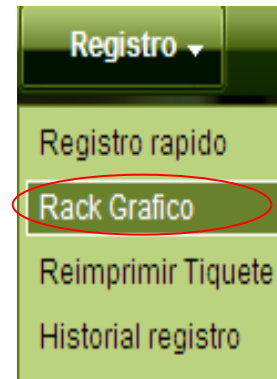 Registro
Registro rapido
Rack Grafico
Reimprimir Tiquete
Historial registro